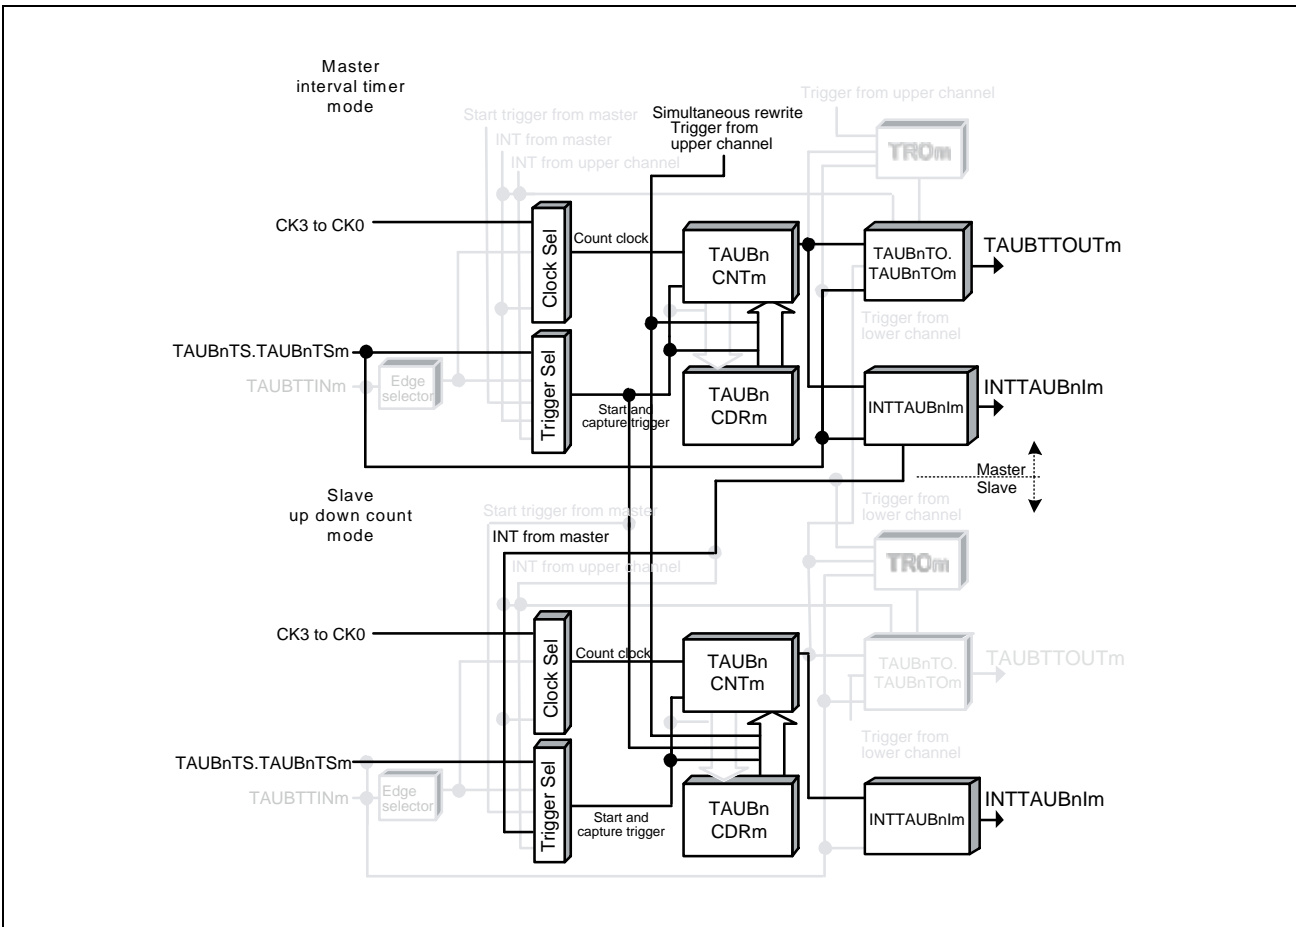 Master
interval timer
mode
Trigger from upper channel
Start trigger from master
INT from master
INT from upper channel
Simultaneous rewrite
Trigger from
upper channel
TROm
CK3 to CK0
Clock Sel
Count clock
TAUBn
CNTm
TAUBnTO.
TAUBnTOm
TAUBTTOUTm
Trigger from
lower channel
TAUBnTS.TAUBnTSm
TAUBTTINm
Edge
selector
Trigger Sel
Start and
capture trigger
TAUBn
CDRm
INTTAUBnIm
INTTAUBnIm
Master
Slave
Slave
up down count
mode
Trigger from
lower channel
Start trigger from master
INT from master
INT from upper channel
TROm
CK3 to CK0
Clock Sel
Count clock
TAUBn
CNTm
TAUBnTO.
TAUBnTOm
TAUBTTOUTm
Trigger from
lower channel
TAUBnTS.TAUBnTSm
TAUBTTINm
Edge
selector
Trigger Sel
Start and
capture trigger
TAUBn
CDRm
INTTAUBnIm
INTTAUBnIm